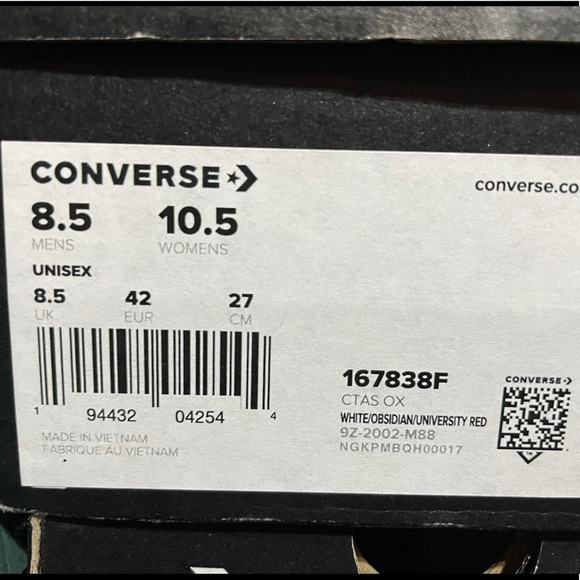 CONVERSE
converse.co
8.5 10.5
MENS WOMENS
UNISEX
8.5 42 27
UK EUR CM
1 94432 04254 4
MADE IN VIETNAM
FABRIQUE AU VIETNAM
167838F
CTAS OX
WHITE/OBSIDIAN/UNIVERSITY RED
9Z-2002-M88
NGKPMBQH00017
CONVERSE